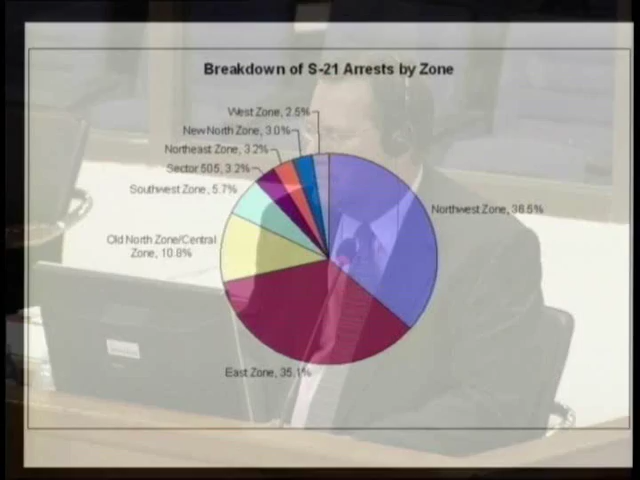 Breakdown of S-21 Arrests by Zone
West Zone, 2.5%
New North Zone, 3.0%
Northeast Zone, 3.2%
Sector 505, 3.2%
Southwest Zone, 5.7%
Northwest Zone, 36.5%
Old North Zone/Central
Zone, 10.8%
East Zone, 35.1%